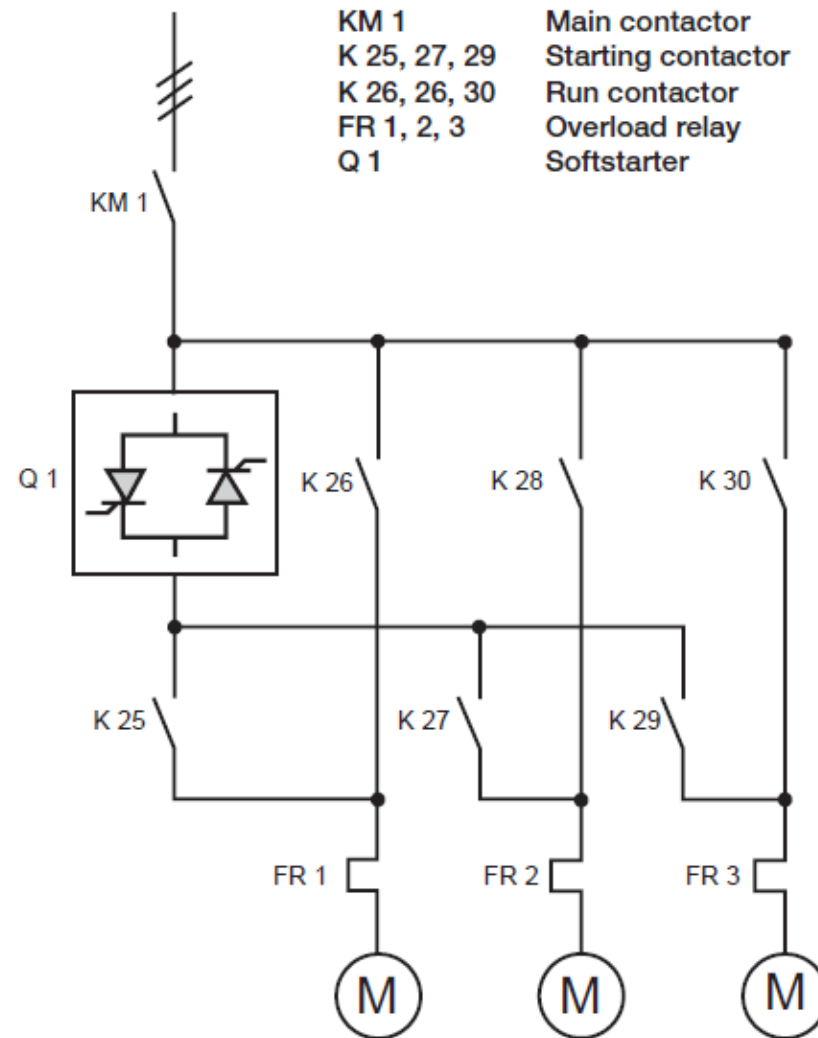 KM 1 Main contactor
K 25, 27, 29 Starting contactor
K 26, 26, 30 Run contactor
FR 1, 2, 3 Overload relay
Q 1 Softstarter
KM 1
Q 1
K 26
K 28
K 30
K 25
K 27
K 29
FR 1
FR 2
FR 3
M
M
M